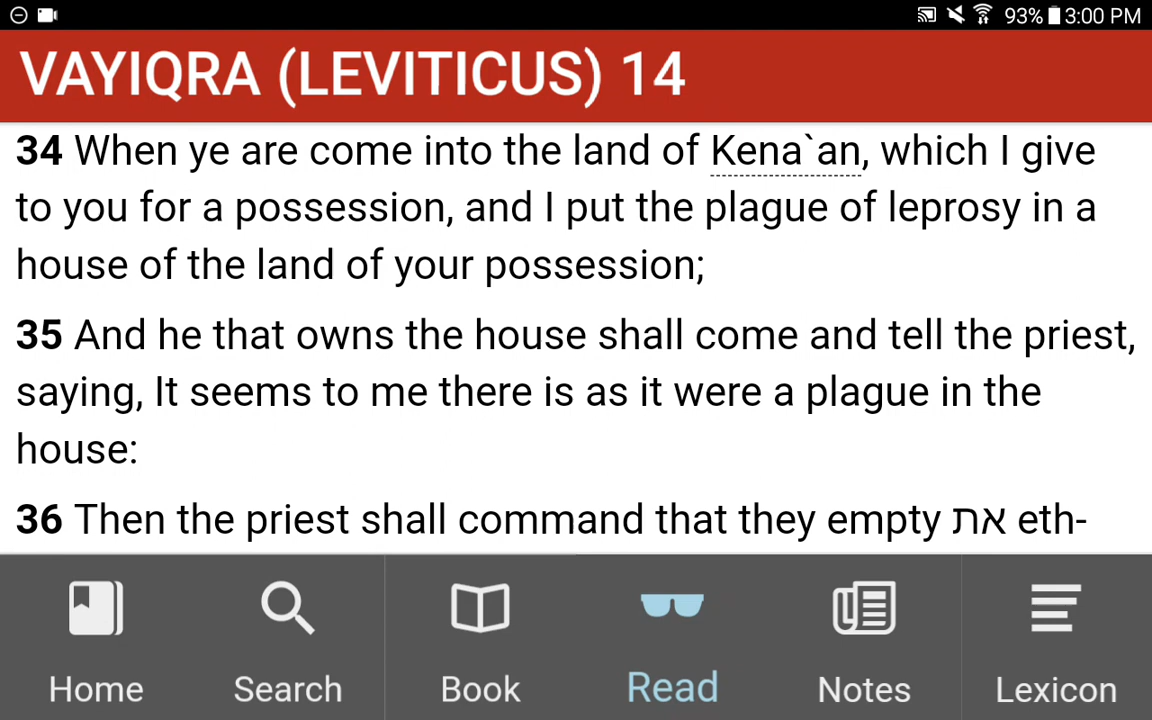 93% 3:00 PM
VAYIQRA (LEVITICUS) 14
34 When ye are come into the land of Kena`an, which I give
to you for a possession, and I put the plague of leprosy in a
house of the land of your possession;
35 And he that owns the house shall come and tell the priest,
saying, It seems to me there is as it were a plague in the
house:
36 Then the priest shall command that they empty את eth-
Home Search Book Read Notes Lexicon